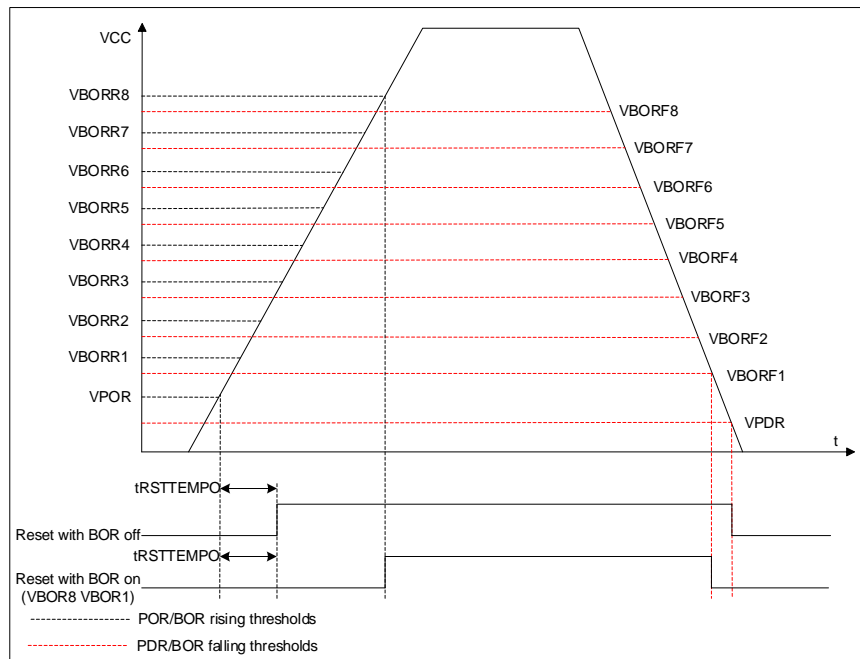 VCC
VBORR8
VBORF8
VBORR7
VBORF7
VBORR6
VBORF6
VBORR5
VBORF5
VBORR4
VBORF4
VBORR3
VBORF3
VBORR2
VBORF2
VBORR1
VBORF1
VPOR
VPDR
t
tRSTTEMPO
Reset with BOR off
tRSTTEMPO
Reset with BOR on
(VBOR8 VBOR1)
POR/BOR rising thresholds
PDR/BOR falling thresholds